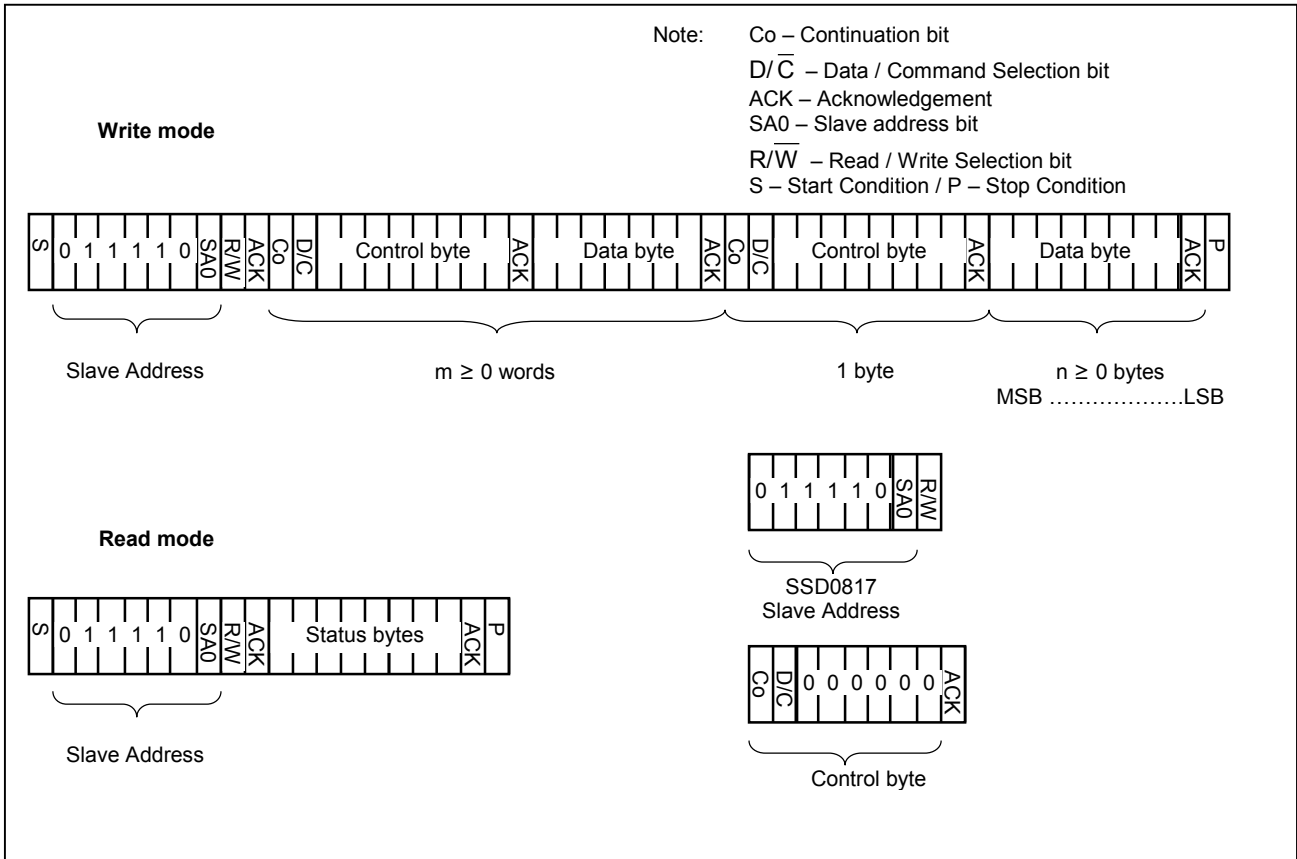 Note: Co – Continuation bit
D/C̅ – Data / Command Selection bit
ACK – Acknowledgement
SA0 – Slave address bit
R/W̅ – Read / Write Selection bit
S – Start Condition / P – Stop Condition
Write mode
S 0 1 1 1 1 0 SA0 R/W ACK Co D/C Control byte ACK Data byte ACK Co D/C Control byte ACK Data byte ACK P
Slave Address m ≥ 0 words 1 byte n ≥ 0 bytes
MSB ………………..LSB
0 1 1 1 1 0 SA0 R/W
SSD0817
Slave Address
Read mode
S 0 1 1 1 1 0 SA0 R/W ACK Status bytes ACK P
Slave Address
Co D/C 0 0 0 0 0 0 ACK
Control byte